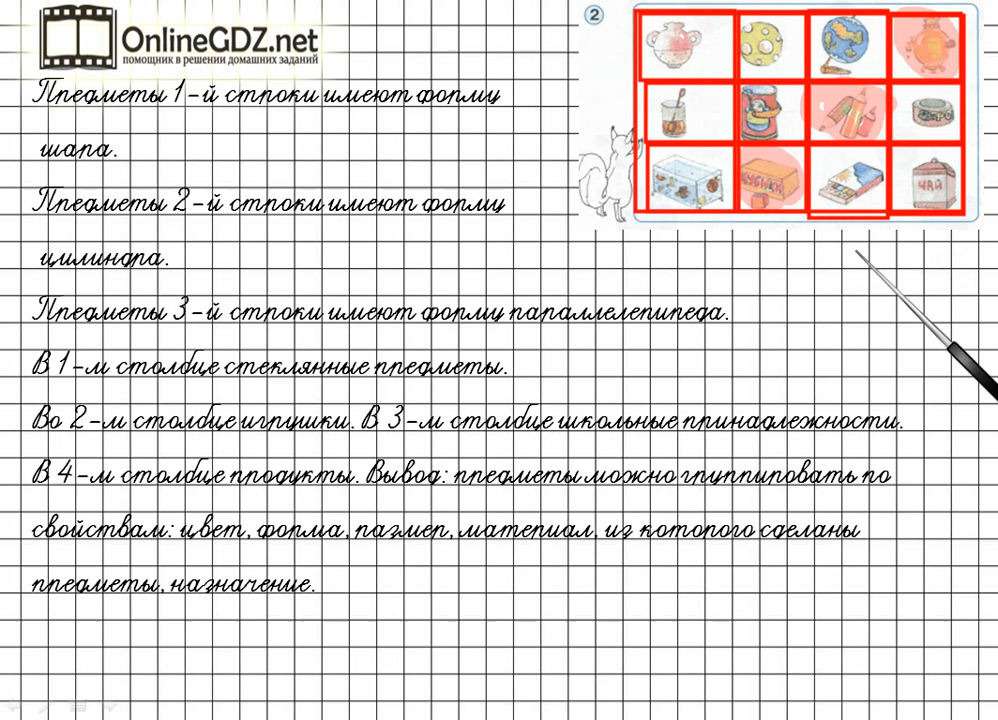 OnlineGDZ.net
помощник в решении домашних заданий
2
КУБИКИ
ЧАЙ
Предметы 1-й строки имеют форму
шара.
Предметы 2-й строки имеют форму
цилиндра.
Предметы 3-й строки имеют форму параллелепипеда.
В 1-м столбце стеклянные предметы.
Во 2-м столбце игрушки. В 3-м столбце школьные принадлежности.
В 4-м столбце продукты. Вывод: предметы можно группировать по
свойствам: цвет, форма, размер, материал, из которого сделаны
предметы, назначение.